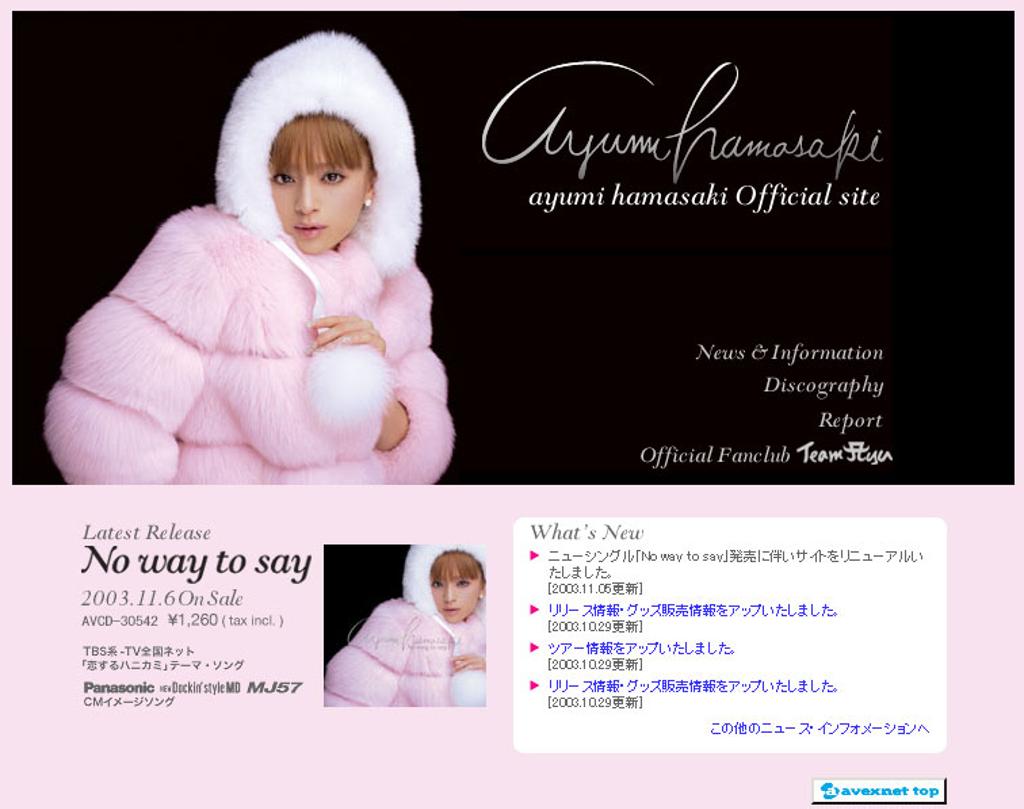 ayumi hamasaki
ayumi hamasaki Official site
News & Information
Discography
Report
Official Fanclub TeamAyu
Latest Release
No way to say
2003.11.6 On Sale
AVCD-30542 ¥1,260 ( tax incl. )
TBS系-TV全国ネット
「恋するハニカミ」テーマ・ソング
Panasonic NEW Dockin'style MD MJ57
CMイメージソング
What's New
ニューシングル「No way to say」発売に伴いサイトをリニューアルい
たしました。
[2003.11.05更新]
リリース情報・グッズ販売情報をアップいたしました。
[2003.10.29更新]
ツアー情報をアップいたしました。
[2003.10.29更新]
リリース情報・グッズ販売情報をアップいたしました。
[2003.10.29更新]
この他のニュース・インフォメーションへ
avexnet top